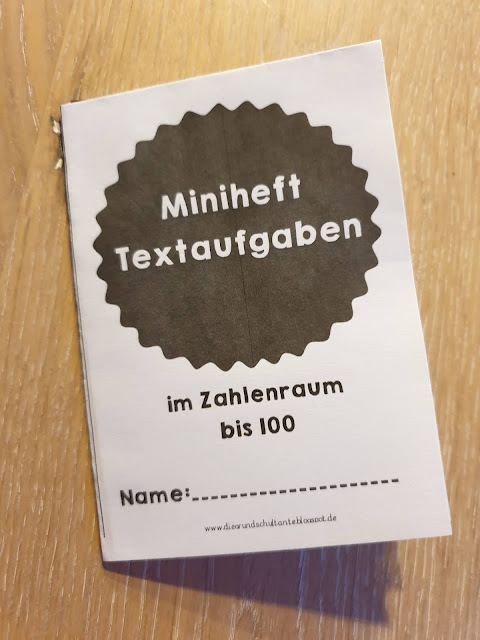 Miniheft
Textaufgaben
im Zahlenraum
bis 100
Name:
www.diegrundschultante.blogspot.de